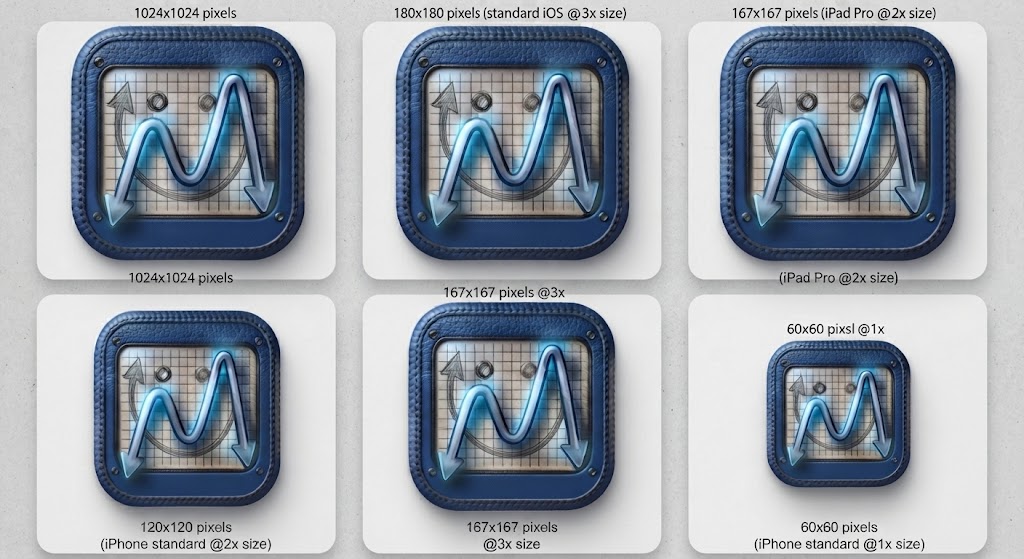 1024x1024 pixels
180x180 pixels (standard iOS @3x size)
167x167 pixels (iPad Pro @2x size)
1024x1024 pixels
(iPad Pro @2x size)
167x167 pixels @3x
60x60 pixsl @1x
120x120 pixels
(iPhone standard @2x size)
167x167 pixels
@3x size
60x60 pixels
(iPhone standard @1x size)